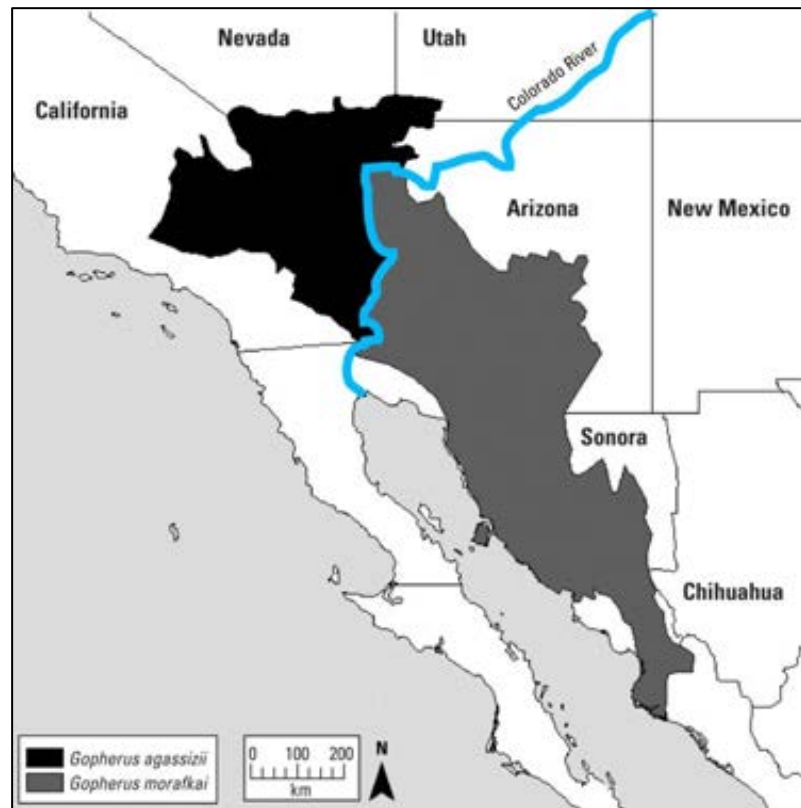 Nevada
Utah
Colorado River
California
Arizona
New Mexico
Sonora
Chihuahua
Gopherus agassizii
Gopherus morafkai
0 100 200
km
N